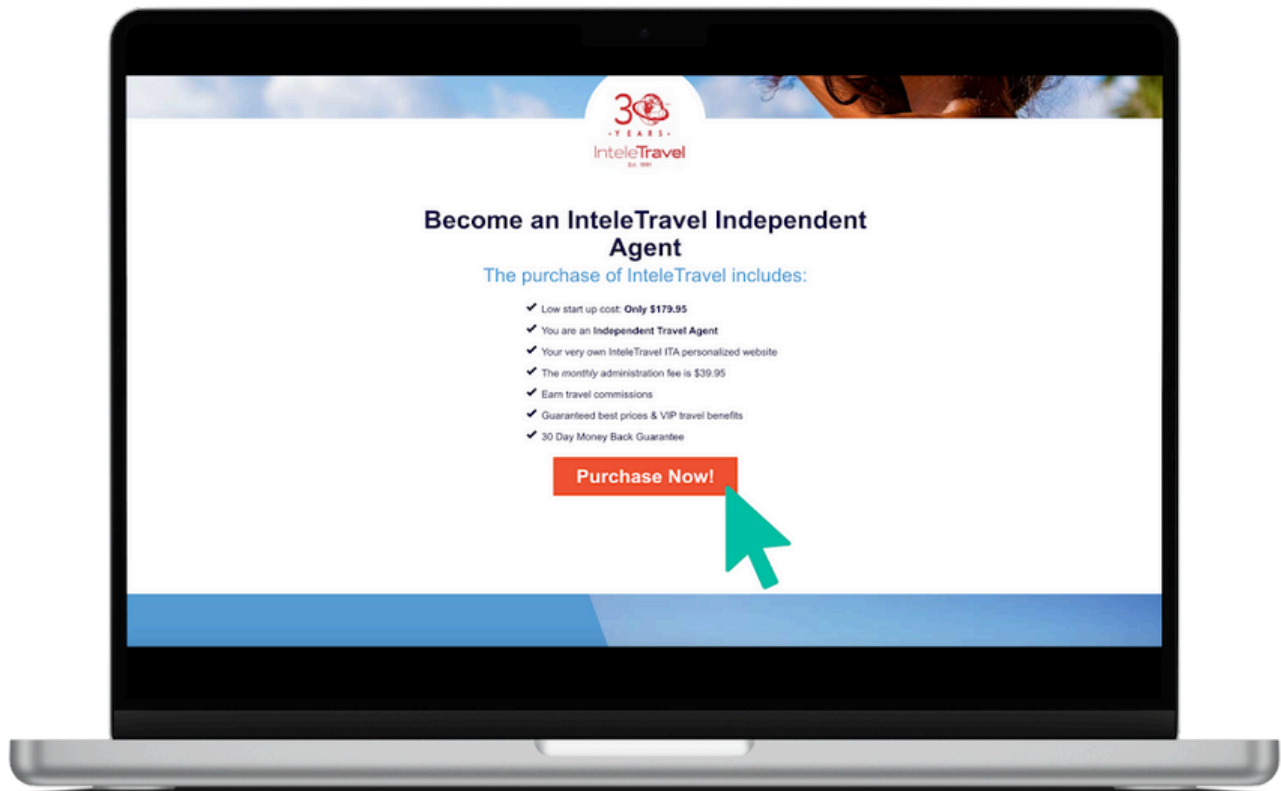 30
• YEARS •
InteleTravel
Est. 1991
Become an InteleTravel Independent
Agent
The purchase of InteleTravel includes:
✔ Low start up cost: Only $179.95
✔ You are an Independent Travel Agent
✔ Your very own InteleTravel ITA personalized website
✔ The monthly administration fee is $39.95
✔ Earn travel commissions
✔ Guaranteed best prices & VIP travel benefits
✔ 30 Day Money Back Guarantee
Purchase Now!